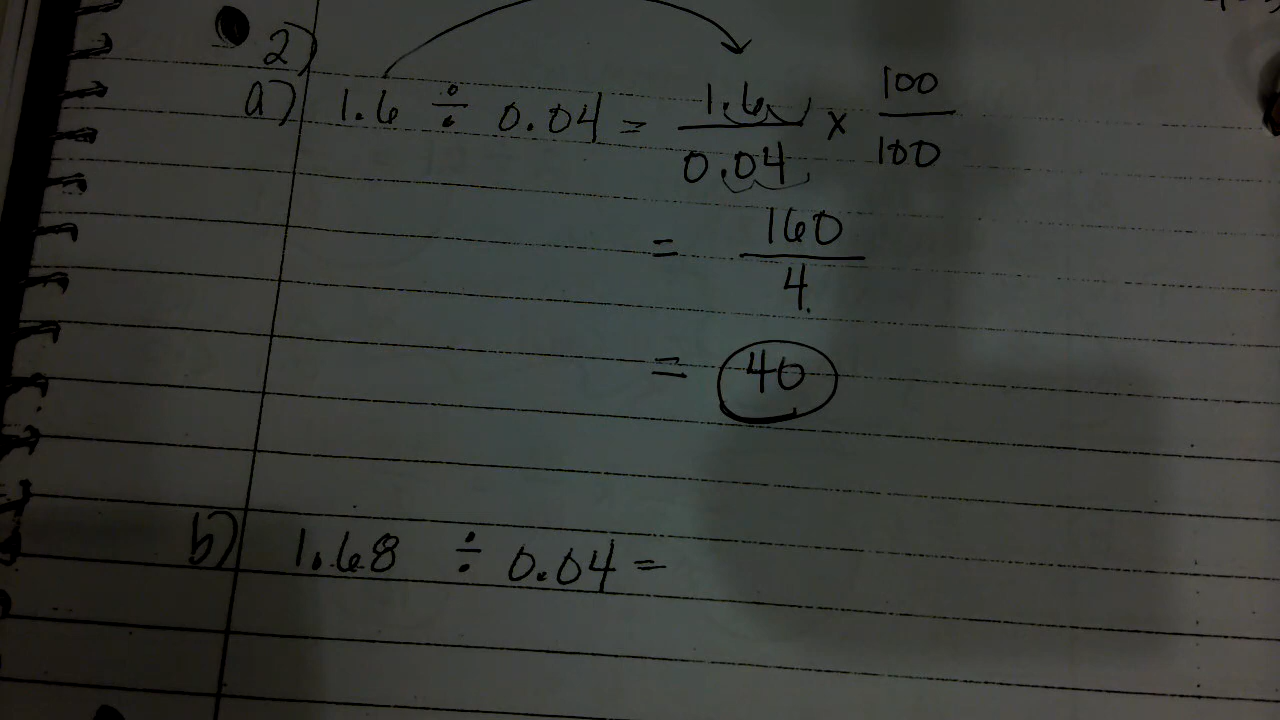 2)
a) 1.6 ÷ 0.04 = 1.6/0.04 × 100/100
= 160/4
= 40
b) 1.68 ÷ 0.04 =